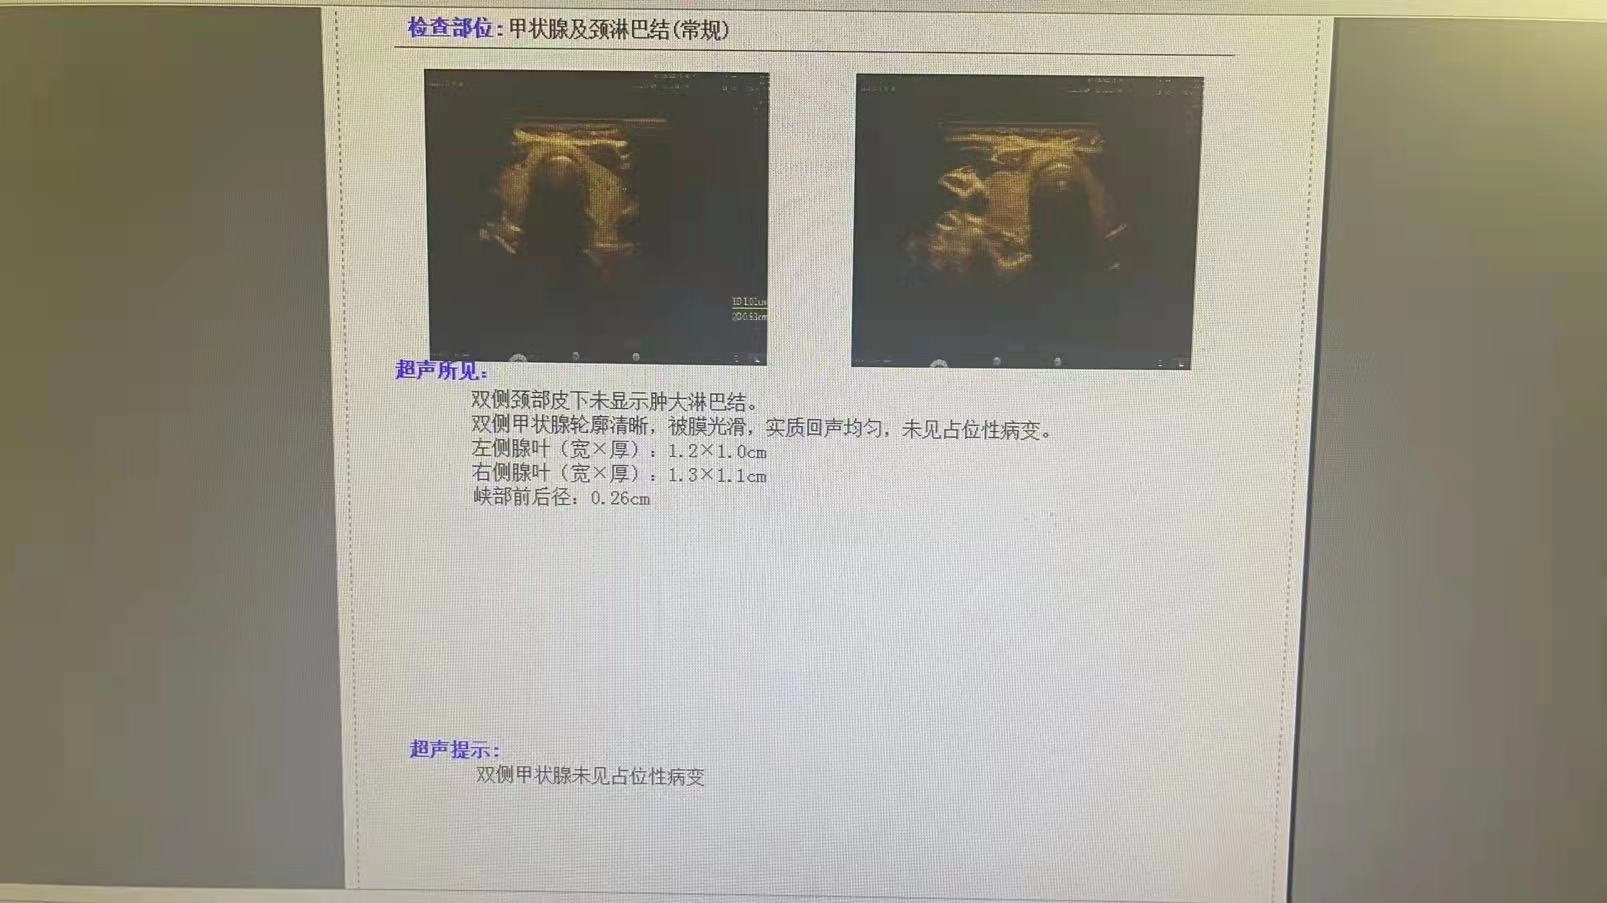 检查部位:甲状腺及颈淋巴结(常规)
1D 1.01cm
2D 0.93cm
超声所见:
双侧颈部皮下未显示肿大淋巴结。
双侧甲状腺轮廓清晰，被膜光滑，实质回声均匀，未见占位性病变。
左侧腺叶（宽×厚）：1.2×1.0cm
右侧腺叶（宽×厚）：1.3×1.1cm
峡部前后径：0.26cm
超声提示:
双侧甲状腺未见占位性病变